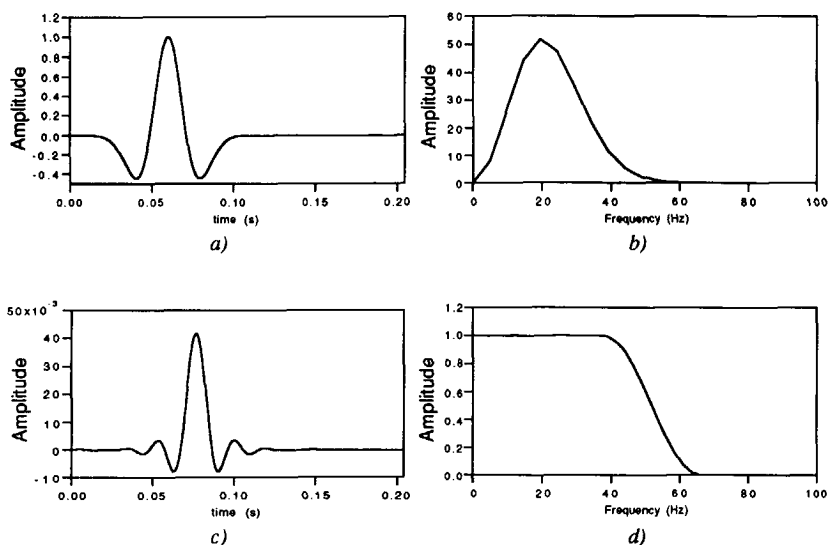 1.2
1.0
0.8
0.6
0.4
0.2
0.0
-0.2
-0.4
Amplitude
0.00 0.05 0.10 0.15 0.20
time (s)
a)
60
50
40
30
20
10
0
Amplitude
0 20 40 60 80 100
Frequency (Hz)
b)
50x10⁻³
40
30
20
10
0
-10
Amplitude
0.00 0.05 0.10 0.15 0.20
time (s)
c)
1.2
1.0
0.8
0.6
0.4
0.2
0.0
Amplitude
0 20 40 60 80 100
Frequency (Hz)
d)